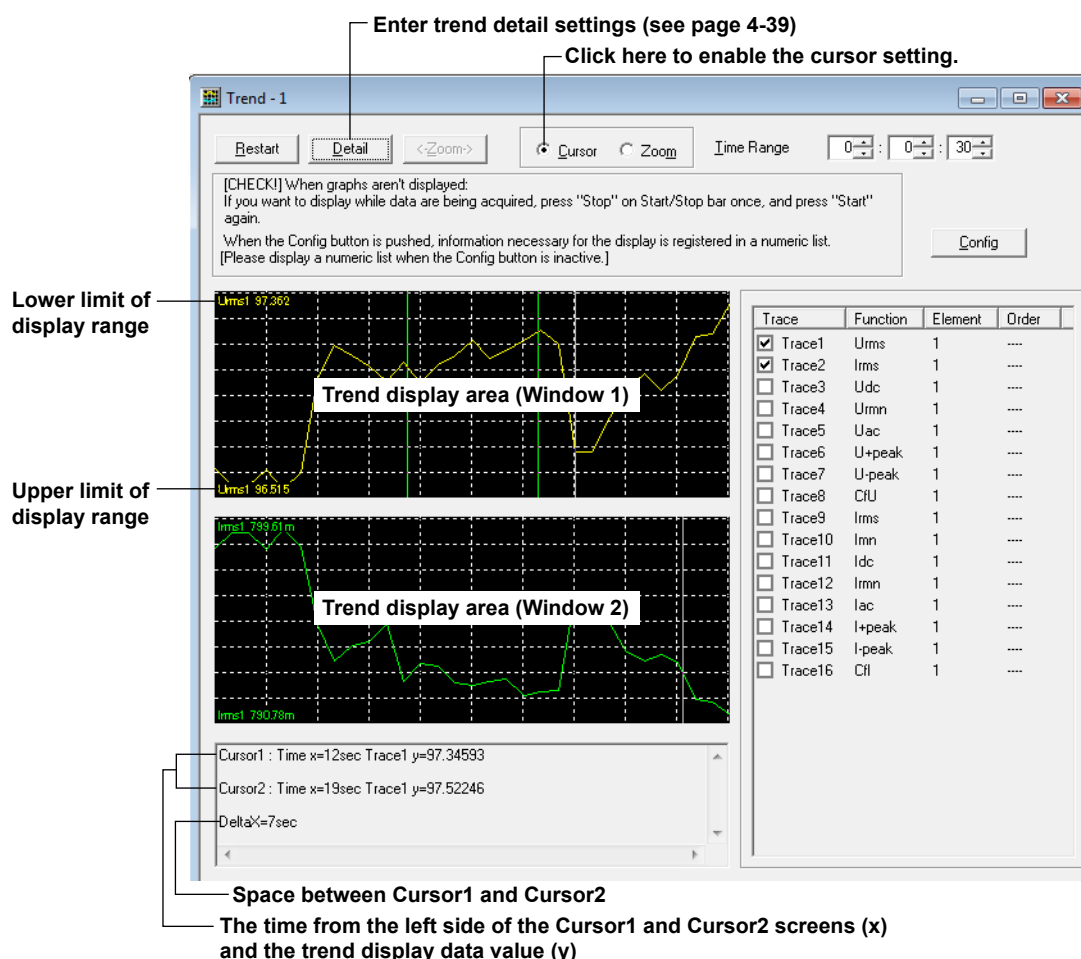 Enter trend detail settings (see page 4-39)
Click here to enable the cursor setting.
Trend - 1
Restart Detail <-Zoom-> Cursor Zoom Time Range 0 : 0 : 30
[CHECK!] When graphs aren't displayed:
If you want to display while data are being acquired, press "Stop" on Start/Stop bar once, and press "Start"
again.
When the Config button is pushed, information necessary for the display is registered in a numeric list.
[Please display a numeric list when the Config button is inactive.]
Config
Lower limit of
display range
Urms1 97.362
Trend display area (Window 1)
Upper limit of
display range
Urms1 96.515
Irms1 799.61m
Trend display area (Window 2)
Irms1 790.78m
Trace Function Element Order
Trace1 Urms 1 ----
Trace2 Irms 1 ----
Trace3 Udc 1 ----
Trace4 Urmn 1 ----
Trace5 Uac 1 ----
Trace6 U+peak 1 ----
Trace7 U-peak 1 ----
Trace8 CfU 1 ----
Trace9 Irms 1 ----
Trace10 Imn 1 ----
Trace11 Idc 1 ----
Trace12 Irmn 1 ----
Trace13 Iac 1 ----
Trace14 I+peak 1 ----
Trace15 I-peak 1 ----
Trace16 CfI 1 ----
Cursor1 : Time x=12sec Trace1 y=97.34593
Cursor2 : Time x=19sec Trace1 y=97.52246
DeltaX=7sec
Space between Cursor1 and Cursor2
The time from the left side of the Cursor1 and Cursor2 screens (x)
and the trend display data value (y)